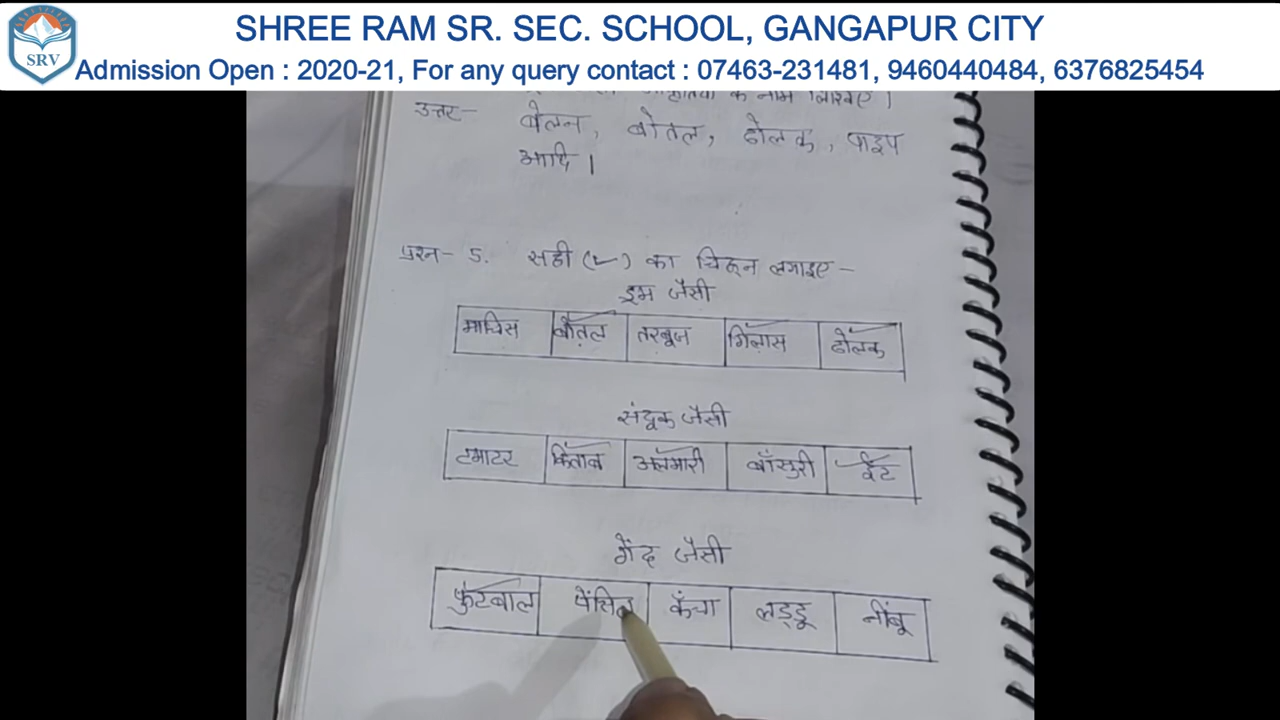 SHREE RAM SR. SEC. SCHOOL, GANGAPUR CITY
SRV
Admission Open : 2020-21, For any query contact : 07463-231481, 9460440484, 6376825454
के नाम लिखिए।
उत्तर- बेलन, बोतल, ढोलक, पाइप
आदि।
प्रश्न- 5. सही (✓) का चिह्न लगाइए -
ड्रम जैसी
माचिस बोतल तरबूज गिलास ढोलक
संदूक जैसी
टमाटर किताब अलमारी बाँसुरी ईंट
गेंद जैसी
फुटबाल पेंसिल कँचा लड्डू नींबू